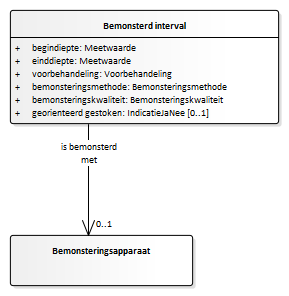 Bemonsterd interval
+ begindiepte: Meetwaarde
+ einddiepte: Meetwaarde
+ voorbehandeling: Voorbehandeling
+ bemonsteringsmethode: Bemonsteringsmethode
+ bemonsteringskwaliteit: Bemonsteringskwaliteit
+ georienteerd gestoken: IndicatieJaNee [0..1]
is bemonsterd
met
0..1
Bemonsteringsapparaat